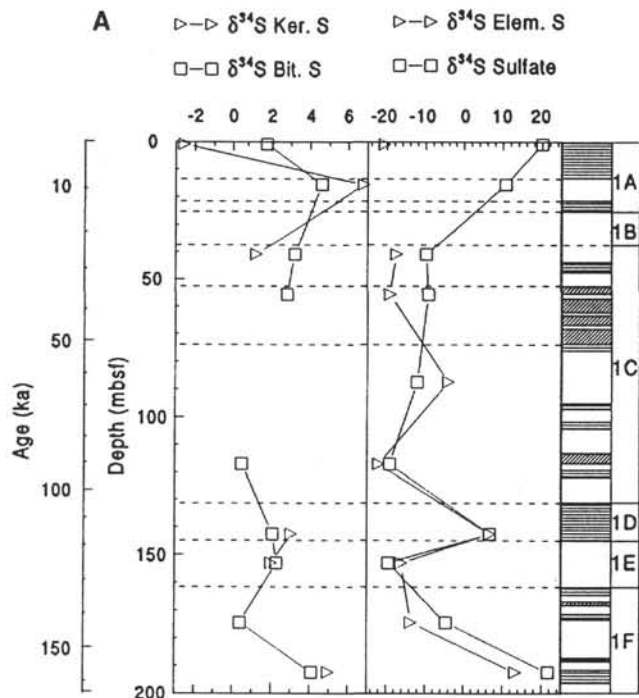 A
δ³⁴S Ker. S
δ³⁴S Elem. S
δ³⁴S Bit. S
δ³⁴S Sulfate
-2 0 2 4 6
-20 -10 0 10 20
Age (ka)
10
50
100
150
Depth (mbsf)
0
50
100
150
200
1A
1B
1C
1D
1E
1F